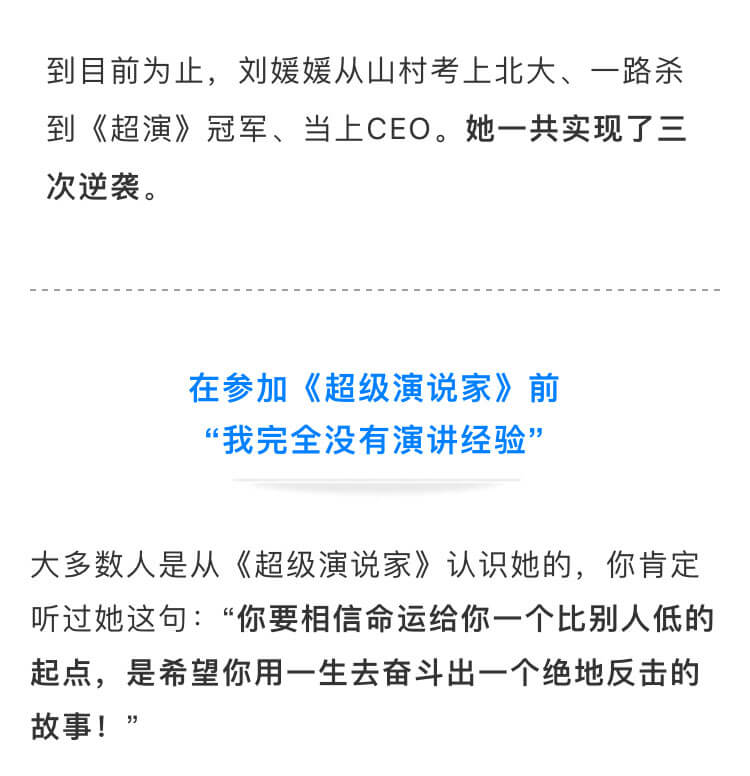 到目前为止，刘媛媛从山村考上北大、一路杀
到《超演》冠军、当上CEO。她一共实现了三
次逆袭。
在参加《超级演说家》前
“我完全没有演讲经验”
大多数人是从《超级演说家》认识她的，你肯定
听过她这句：“你要相信命运给你一个比别人低的
起点，是希望你用一生去奋斗出一个绝地反击的
故事！”